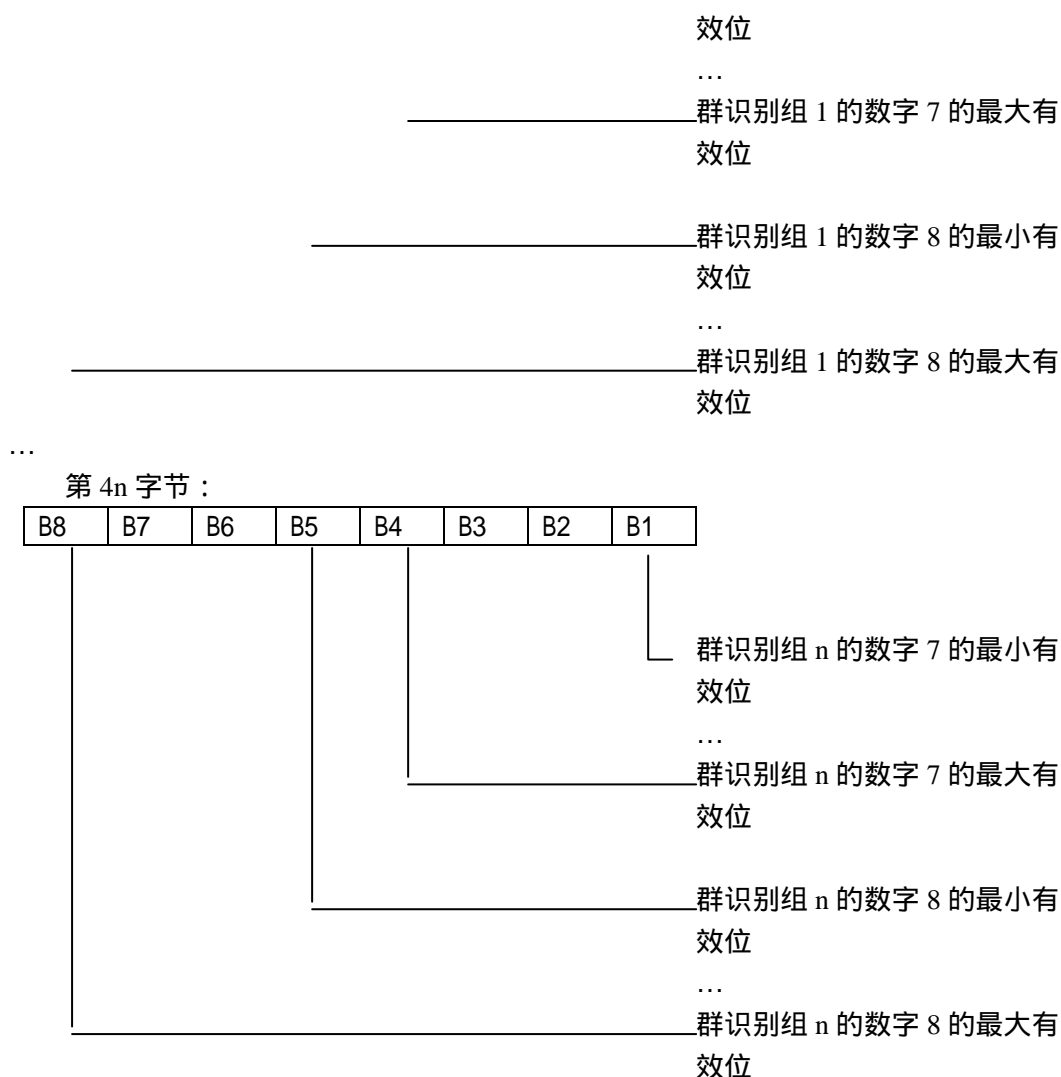 效位
…
群识别组 1 的数字 7 的最大有
效位
群识别组 1 的数字 8 的最小有
效位
…
群识别组 1 的数字 8 的最大有
效位
…
第 4n 字节：
B8 B7 B6 B5 B4 B3 B2 B1
群识别组 n 的数字 7 的最小有
效位
…
群识别组 n 的数字 7 的最大有
效位
群识别组 n 的数字 8 的最小有
效位
…
群识别组 n 的数字 8 的最大有
效位